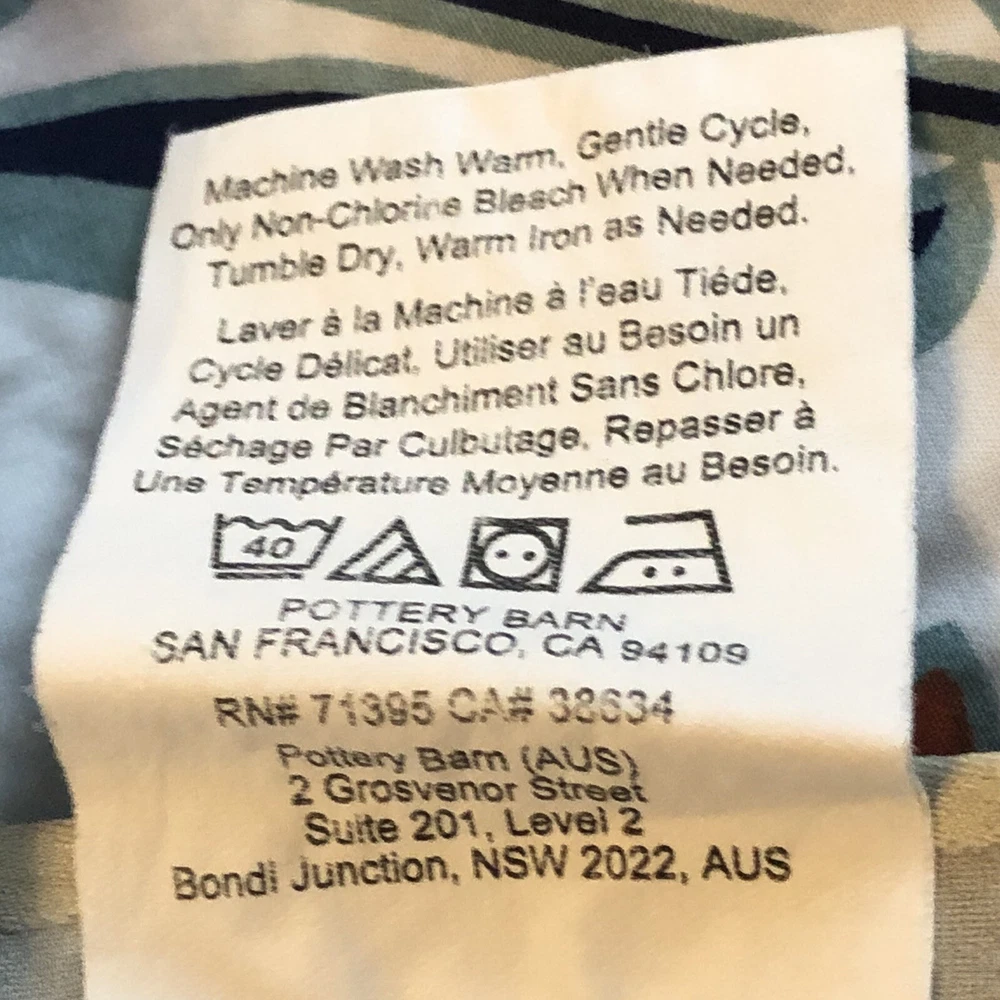 Machine Wash Warm, Gentle Cycle,
Only Non-Chlorine Bleach When Needed,
Tumble Dry, Warm Iron as Needed.
Laver à la Machine à l'eau Tiéde,
Cycle Délicat, Utiliser au Besoin un
Agent de Blanchiment Sans Chlore,
Séchage Par Culbutage, Repasser à
Une Température Moyenne au Besoin.
40
POTTERY BARN
SAN FRANCISCO, CA 94109
RN# 71395 CA# 38634
Pottery Barn (AUS)
2 Grosvenor Street
Suite 201, Level 2
Bondi Junction, NSW 2022, AUS